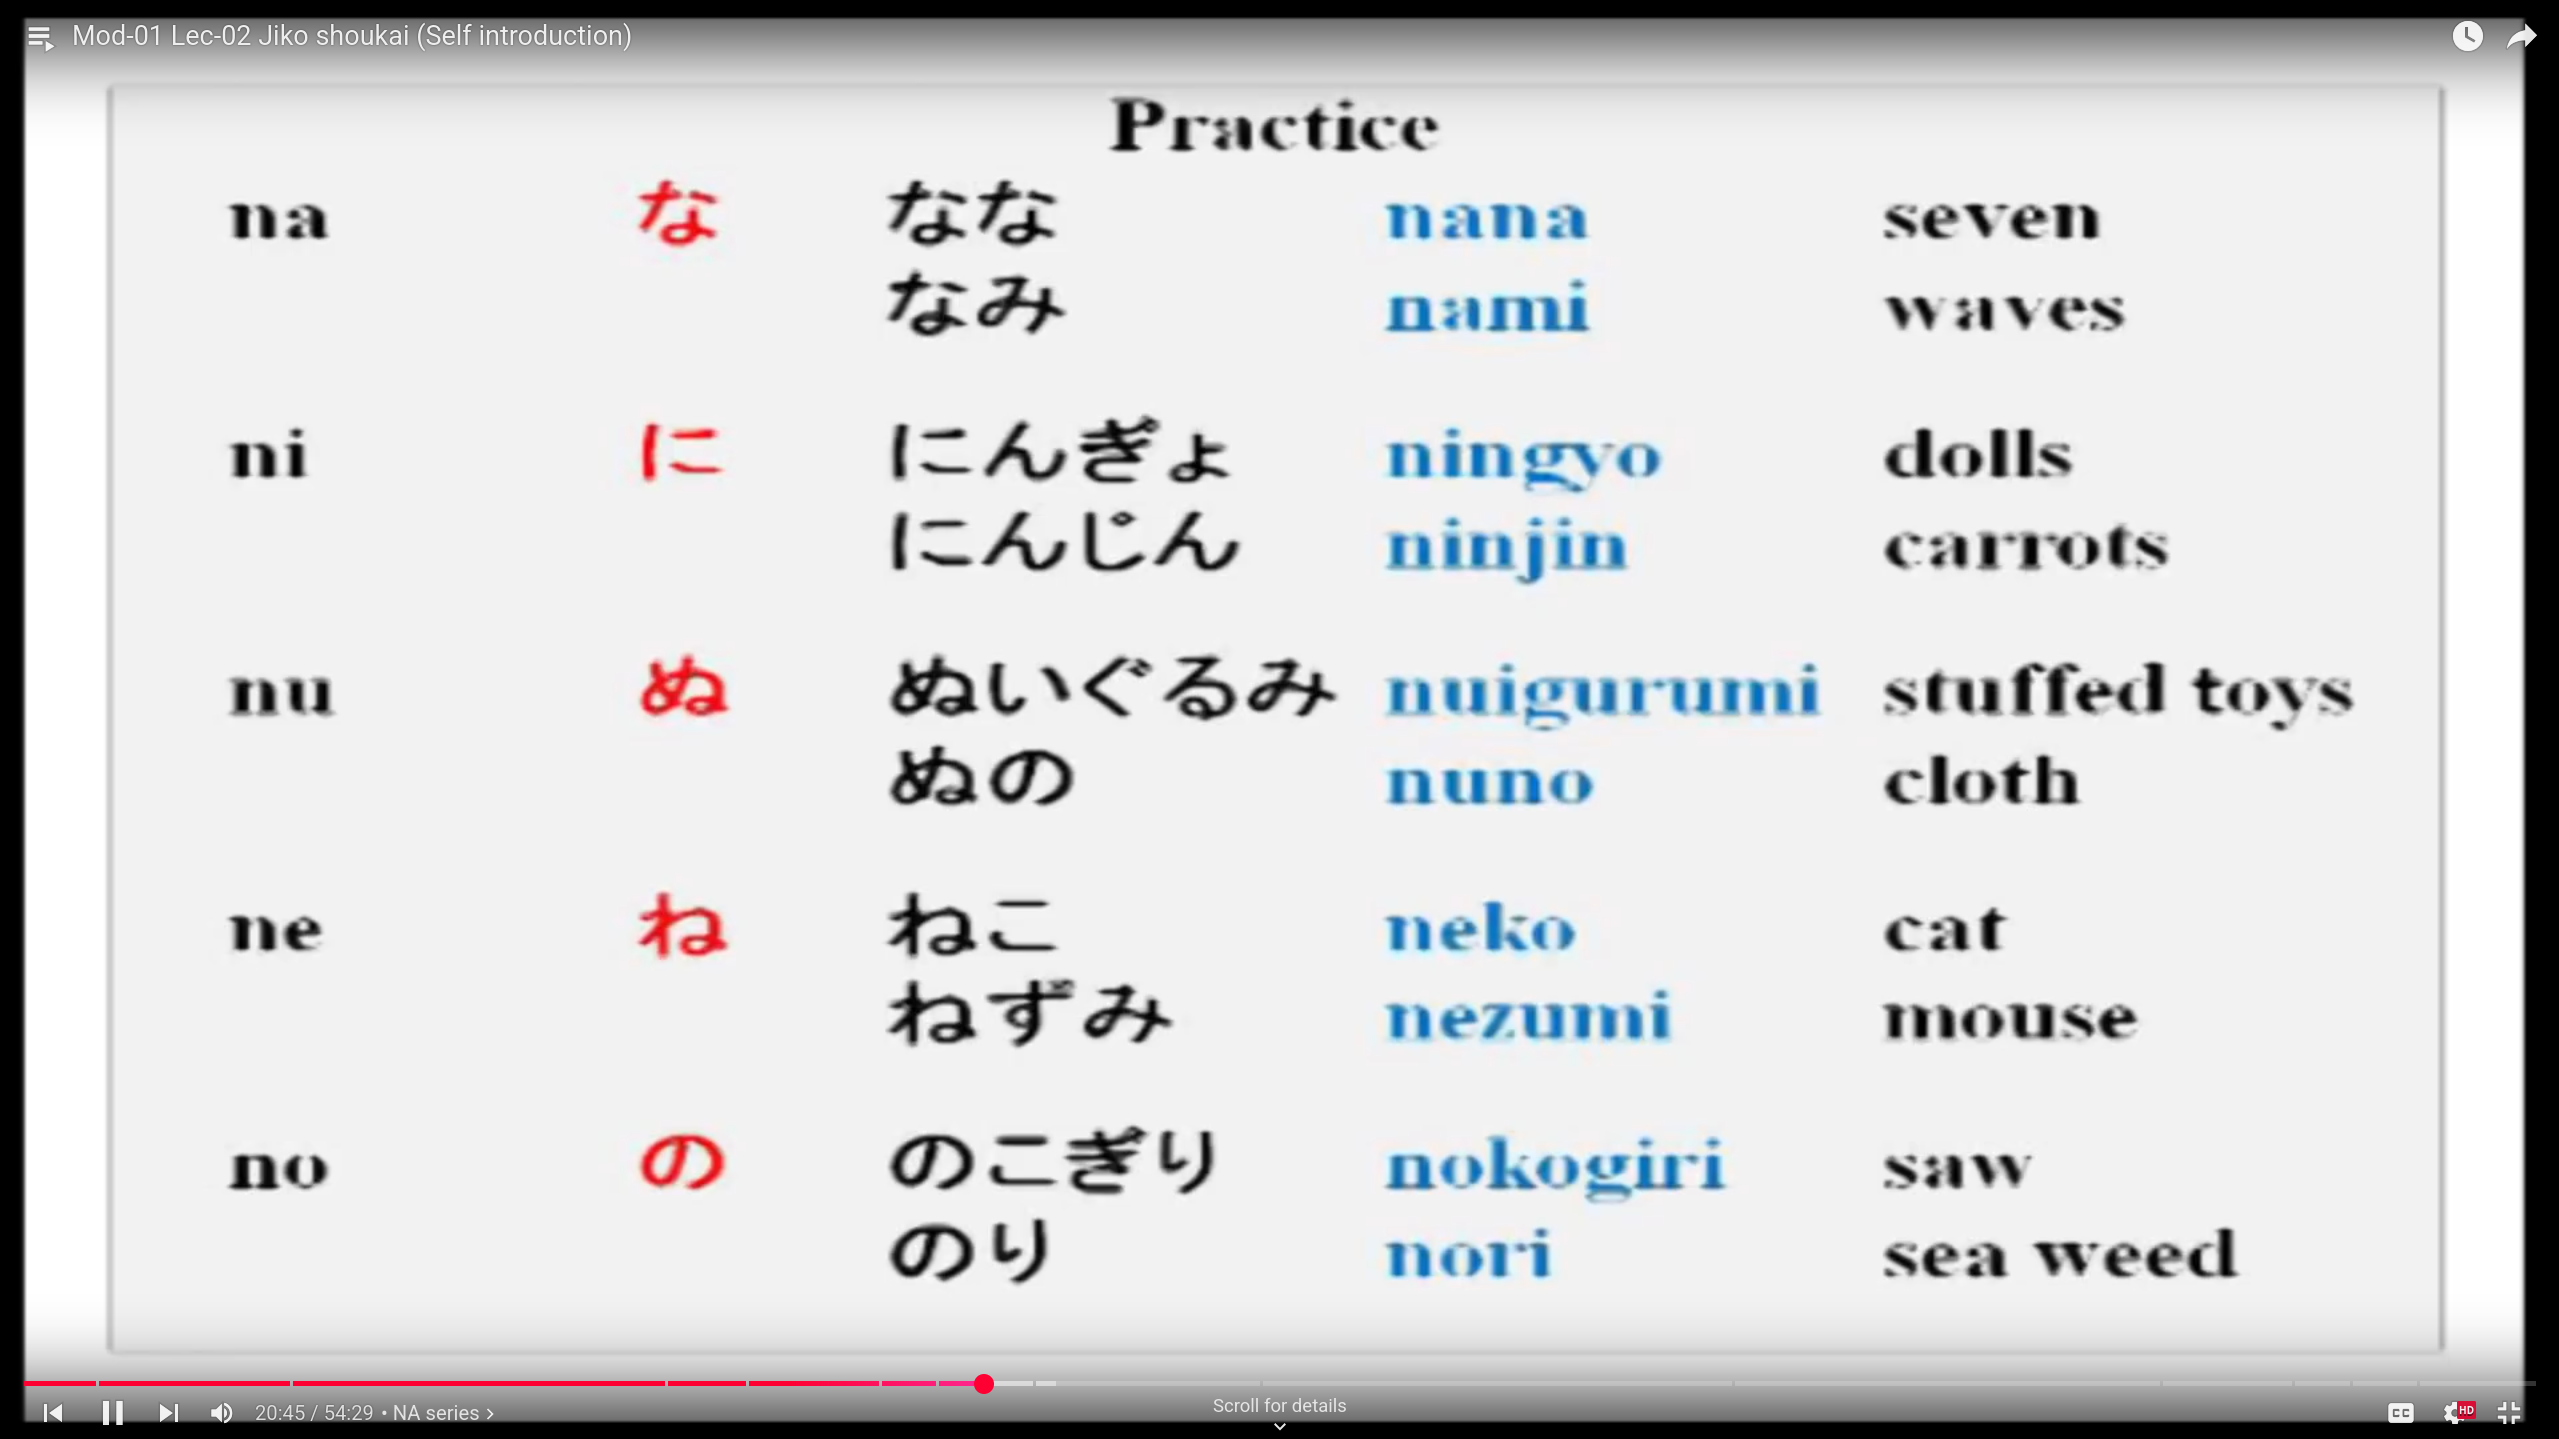 Mod-01 Lec-02 Jiko shoukai (Self introduction)
Practice
na な なな nana seven
なみ nami waves
ni に にんぎょ ningyo dolls
にんじん ninjin carrots
nu ぬ ぬいぐるみ nuigurumi stuffed toys
ぬの nuno cloth
ne ね ねこ neko cat
ねずみ nezumi mouse
no の のこぎり nokogiri saw
のり nori sea weed
20:45 / 54:29 • NA series
Scroll for details
CC
HD